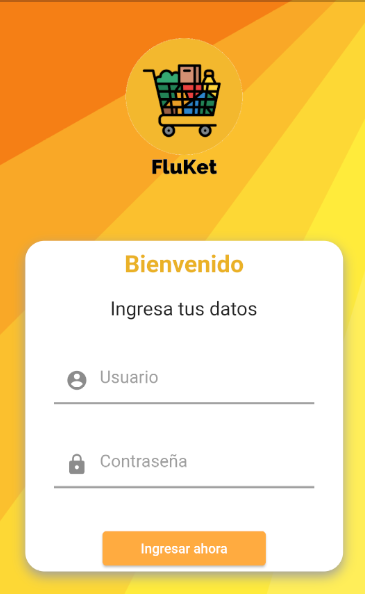 FluKet
Bienvenido
Ingresa tus datos
Usuario
Contraseña
Ingresar ahora